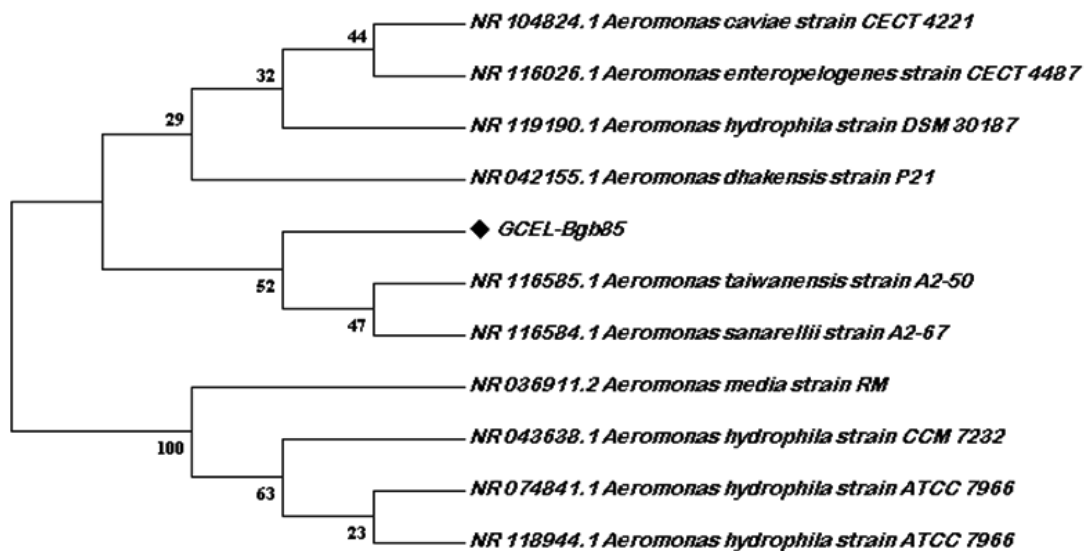 NR 104824.1 Aeromonas caviae strain CECT 4221
44
NR 116026.1 Aeromonas enteropelogenes strain CECT 4487
32
NR 119190.1 Aeromonas hydrophila strain DSM 30187
29
NR 042155.1 Aeromonas dhakensis strain P21
◆ GCEL-Bgb85
52
NR 116585.1 Aeromonas taiwanensis strain A2-50
47
NR 116584.1 Aeromonas sanarellii strain A2-67
NR 036911.2 Aeromonas media strain RM
100
NR 043638.1 Aeromonas hydrophila strain CCM 7232
63
NR 074841.1 Aeromonas hydrophila strain ATCC 7966
23
NR 118944.1 Aeromonas hydrophila strain ATCC 7966